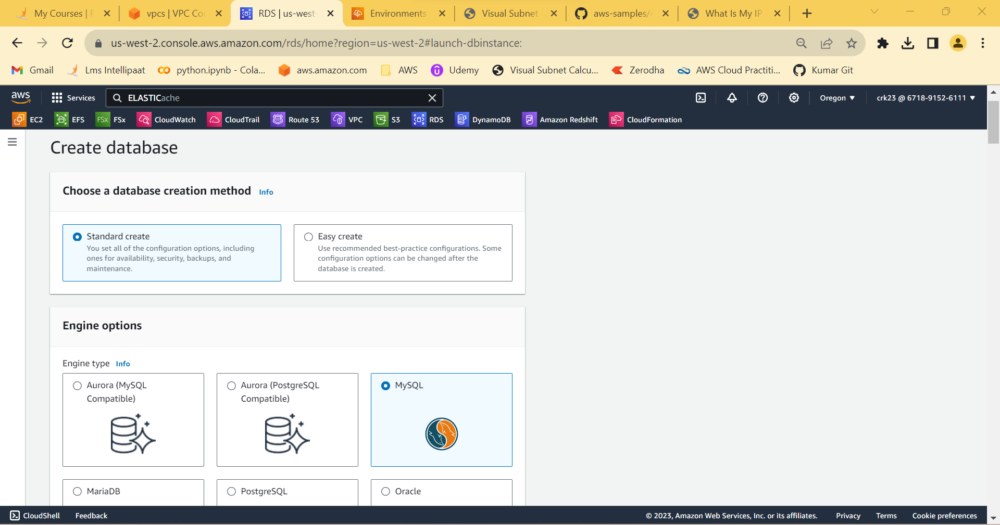 My Courses |
vpcs | VPC Co
RDS | us-west-
Environments
Visual Subnet
aws-samples/
What Is My IP
us-west-2.console.aws.amazon.com/rds/home?region=us-west-2#launch-dbinstance:
Gmail
Lms Intellipaat
python.ipynb - Cola...
aws.amazon.com
AWS
Udemy
Visual Subnet Calcu...
Zerodha
AWS Cloud Practiti...
Kumar Git
aws
Services
ELASTICache
Oregon
crk23 @ 6718-9152-6111
EC2
EFS
FSx
FSx
CloudWatch
CloudTrail
Route 53
VPC
S3
RDS
DynamoDB
Amazon Redshift
CloudFormation
Create database
Choose a database creation method Info
Standard create
You set all of the configuration options, including
ones for availability, security, backups, and
maintenance.
Easy create
Use recommended best-practice configurations. Some
configuration options can be changed after the
database is created.
Engine options
Engine type Info
Aurora (MySQL
Compatible)
Aurora (PostgreSQL
Compatible)
MySQL
MariaDB
PostgreSQL
Oracle
CloudShell
Feedback
© 2023, Amazon Web Services, Inc. or its affiliates.
Privacy
Terms
Cookie preferences